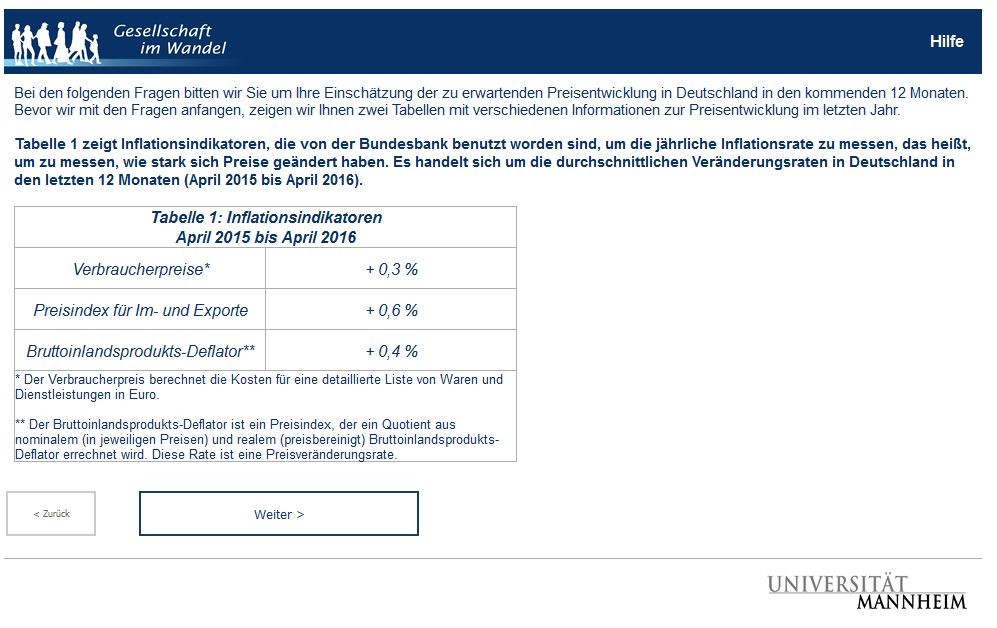 Gesellschaft
im Wandel
Hilfe
Bei den folgenden Fragen bitten wir Sie um Ihre Einschätzung der zu erwartenden Preisentwicklung in Deutschland in den kommenden 12 Monaten.
Bevor wir mit den Fragen anfangen, zeigen wir Ihnen zwei Tabellen mit verschiedenen Informationen zur Preisentwicklung im letzten Jahr.
Tabelle 1 zeigt Inflationsindikatoren, die von der Bundesbank benutzt worden sind, um die jährliche Inflationsrate zu messen, das heißt,
um zu messen, wie stark sich Preise geändert haben. Es handelt sich um die durchschnittlichen Veränderungsraten in Deutschland in
den letzten 12 Monaten (April 2015 bis April 2016).
Tabelle 1: Inflationsindikatoren
April 2015 bis April 2016
Verbraucherpreise* + 0,3 %
Preisindex für Im- und Exporte + 0,6 %
Bruttoinlandsprodukts-Deflator** + 0,4 %
* Der Verbraucherpreis berechnet die Kosten für eine detaillierte Liste von Waren und
Dienstleistungen in Euro.
** Der Bruttoinlandsprodukts-Deflator ist ein Preisindex, der ein Quotient aus
nominalem (in jeweiligen Preisen) und realem (preisbereinigt) Bruttoinlandsprodukts-
Deflator errechnet wird. Diese Rate ist eine Preisveränderungsrate.
< Zurück
Weiter >
UNIVERSITÄT
MANNHEIM